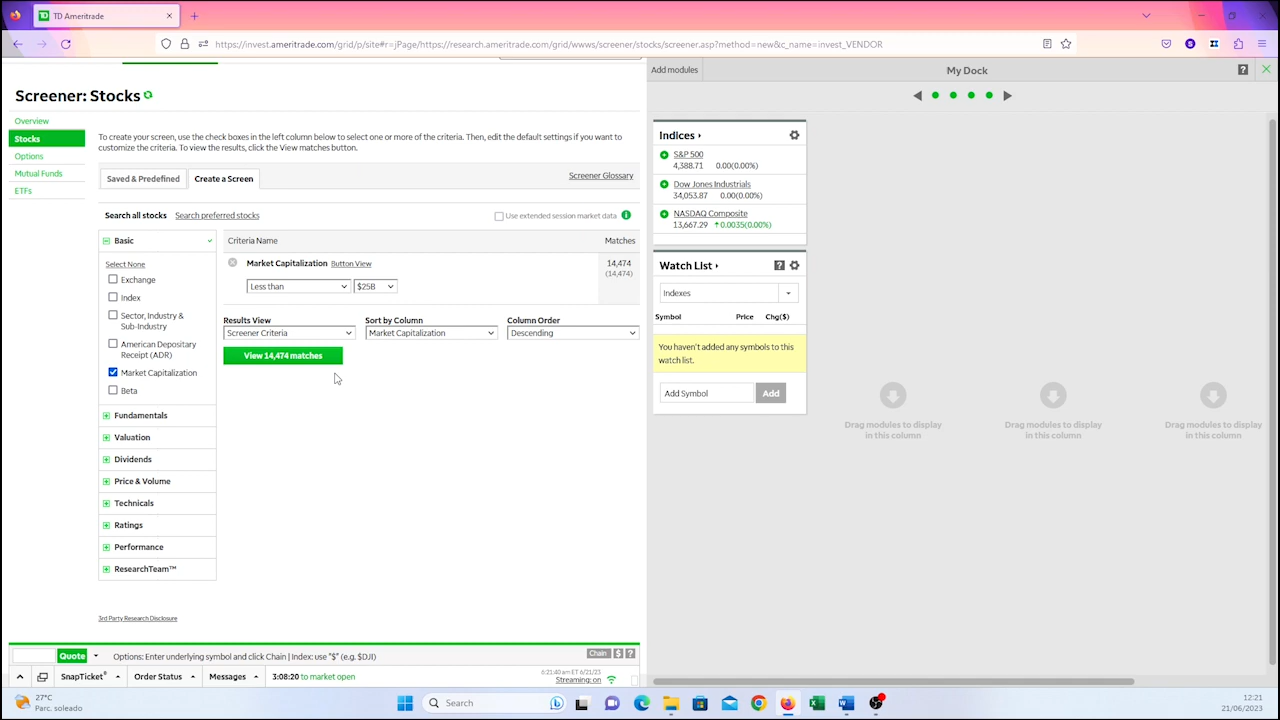 TD Ameritrade
https://invest.ameritrade.com/grid/p/site#r=jPage/https://research.ameritrade.com/grid/wwws/screener/stocks/screener.asp?method=new&c_name=invest_VENDOR
Add modules
My Dock
Screener: Stocks
Overview
Stocks
Options
Mutual Funds
ETFs
To create your screen, use the check boxes in the left column below to select one or more of the criteria. Then, edit the default settings if you want to
customize the criteria. To view the results, click the View matches button.
Saved & Predefined
Create a Screen
Screener Glossary
Search all stocks
Search preferred stocks
Use extended session market data
Basic
Select None
Exchange
Index
Sector, Industry &
Sub-Industry
American Depositary
Receipt (ADR)
Market Capitalization
Beta
Fundamentals
Valuation
Dividends
Price & Volume
Technicals
Ratings
Performance
ResearchTeam™
Criteria Name
Matches
Market Capitalization Button View
14,474
(14,474)
Less than
$25B
Results View
Sort by Column
Column Order
Screener Criteria
Market Capitalization
Descending
View 14,474 matches
3rd Party Research Disclosure
Indices
S&P 500
4,388.71 0.00(0.00%)
Dow Jones Industrials
34,053.87 0.00(0.00%)
NASDAQ Composite
13,667.29 ↑0.0035(0.00%)
Watch List
Indexes
Symbol Price Chg($)
You haven't added any symbols to this
watch list.
Add Symbol
Add
Drag modules to display
in this column
Drag modules to display
in this column
Drag modules to display
in this column
Quote
Options: Enter underlying symbol and click Chain | Index: use "$" (e.g. $DJI)
Chain $ ?
SnapTicket®
Order Status
Messages
3:08:20 to market open
6:21:40 am ET 6/21/23
Streaming: on
27°C
Parc. soleado
Search
12:21
21/06/2023